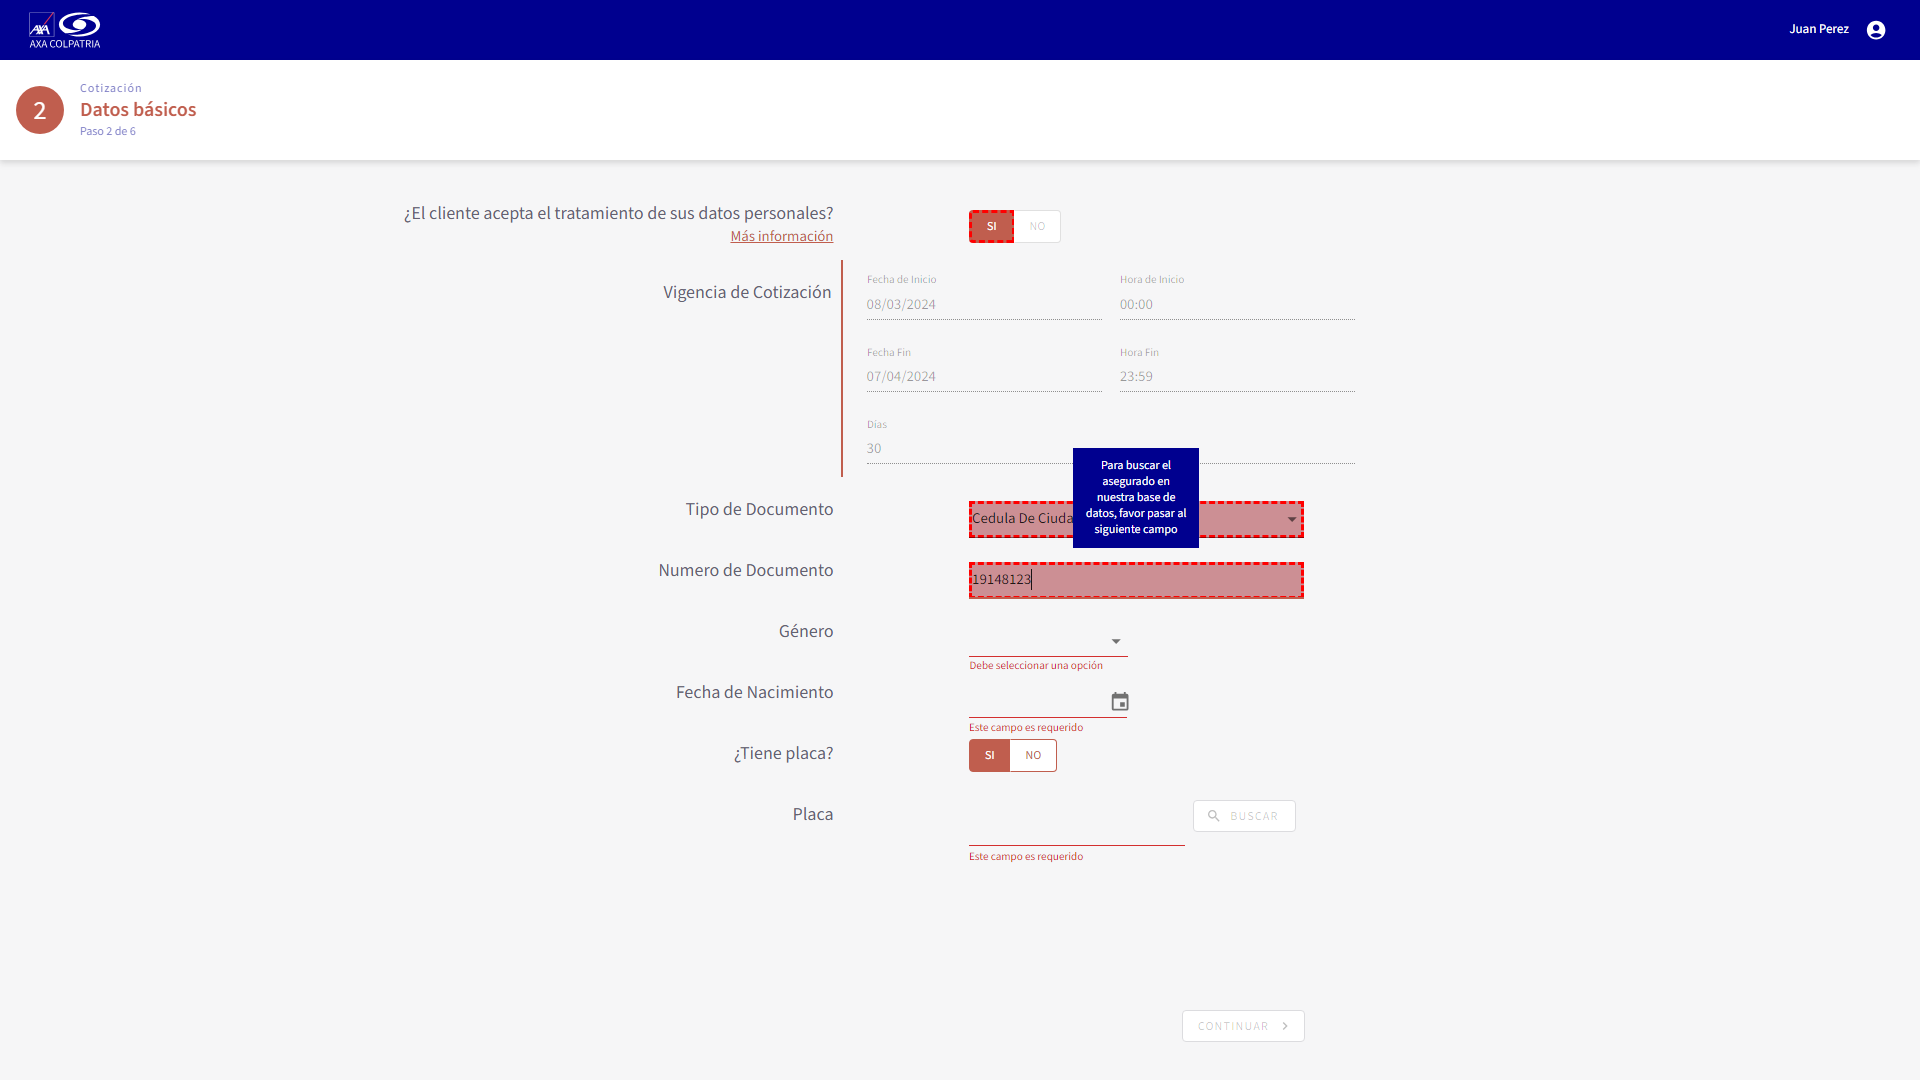 AXA
AXA COLPATRIA
Juan Perez
2
Cotización
Datos básicos
Paso 2 de 6
¿El cliente acepta el tratamiento de sus datos personales?
Más información
SI
NO
Vigencia de Cotización
Fecha de Inicio
08/03/2024
Hora de Inicio
00:00
Fecha Fin
07/04/2024
Hora Fin
23:59
Días
30
Para buscar el
asegurado en
nuestra base de
datos, favor pasar al
siguiente campo
Tipo de Documento
Cedula De Ciuda
Numero de Documento
19148123
Género
Debe seleccionar una opción
Fecha de Nacimiento
Este campo es requerido
¿Tiene placa?
SI
NO
Placa
BUSCAR
Este campo es requerido
CONTINUAR